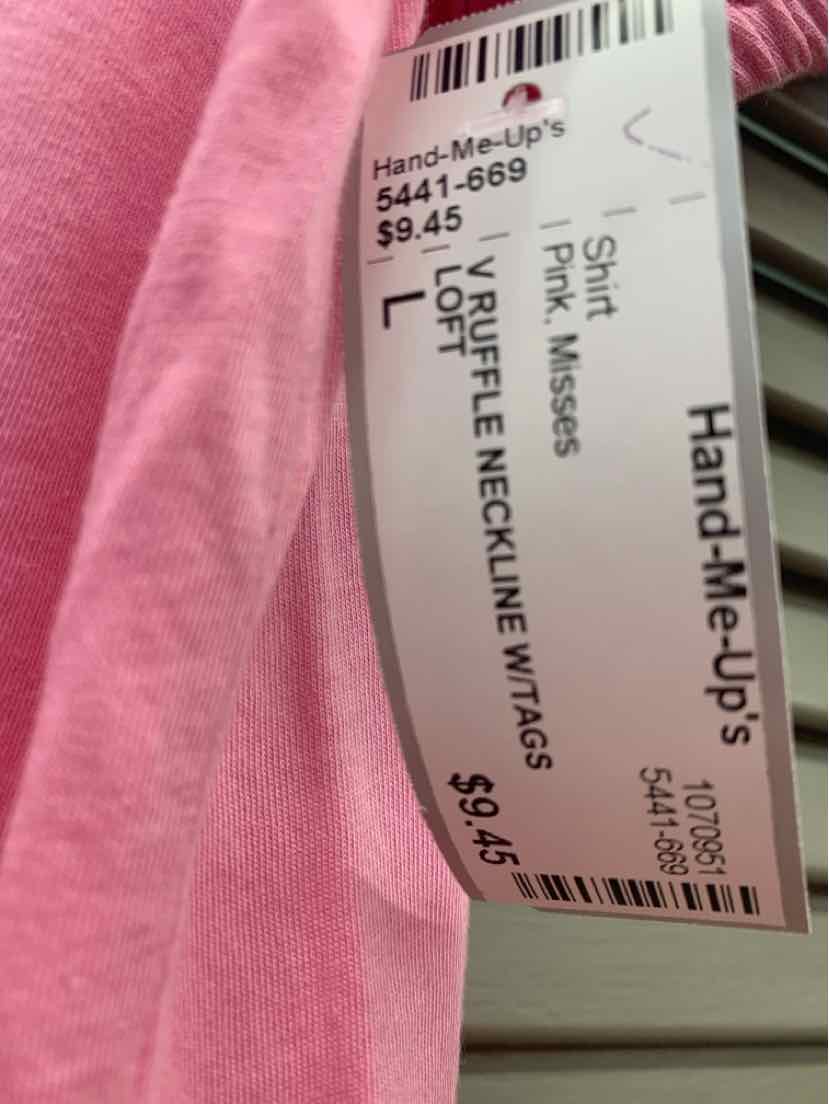 Hand-Me-Up's
5441-669
$9.45
Hand-Me-Up's
1070951
5441-669
Shirt
Pink, Misses
V RUFFLE NECKLINE W/TAGS
LOFT
L
$9.45